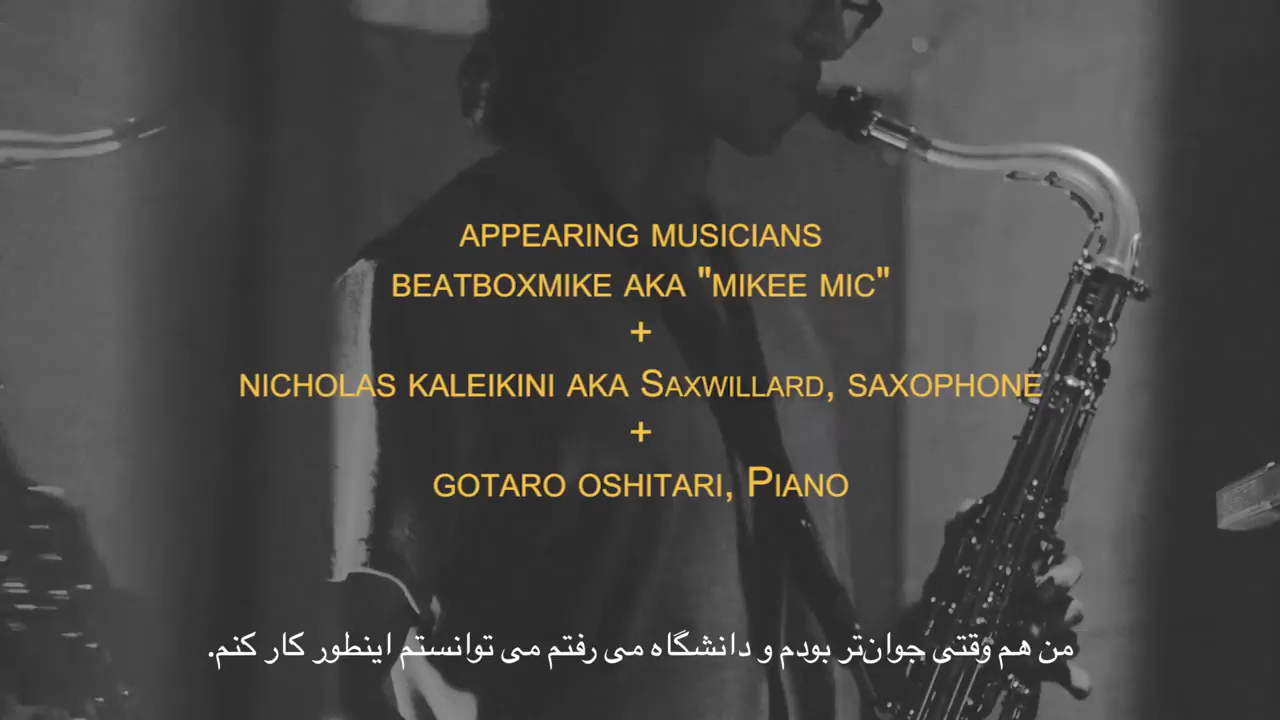 APPEARING MUSICIANS
BEATBOXMIKE AKA "MIKEE MIC"
+
NICHOLAS KALEIKINI AKA SAXWILLARD, SAXOPHONE
+
GOTARO OSHITARI, PIANO
من هم وقتی جوان‌تر بودم و دانشگاه می رفتم می توانستم اینطور کار کنم.